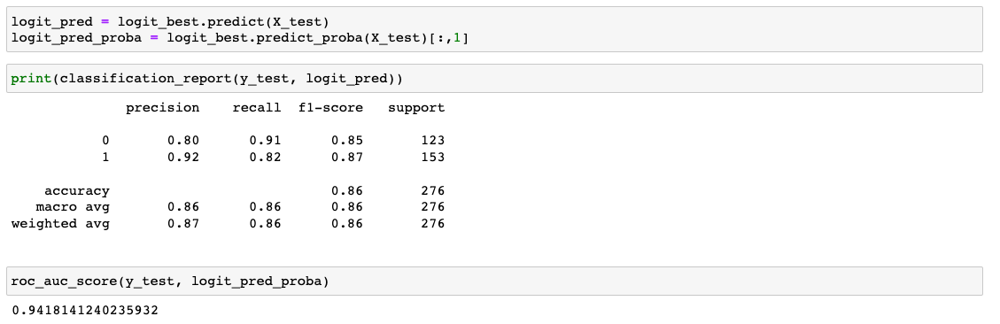 logit_pred = logit_best.predict(X_test)
logit_pred_proba = logit_best.predict_proba(X_test)[:,1]
print(classification_report(y_test, logit_pred))
precision recall f1-score support
0 0.80 0.91 0.85 123
1 0.92 0.82 0.87 153
accuracy 0.86 276
macro avg 0.86 0.86 0.86 276
weighted avg 0.87 0.86 0.86 276
roc_auc_score(y_test, logit_pred_proba)
0.9418141240235932